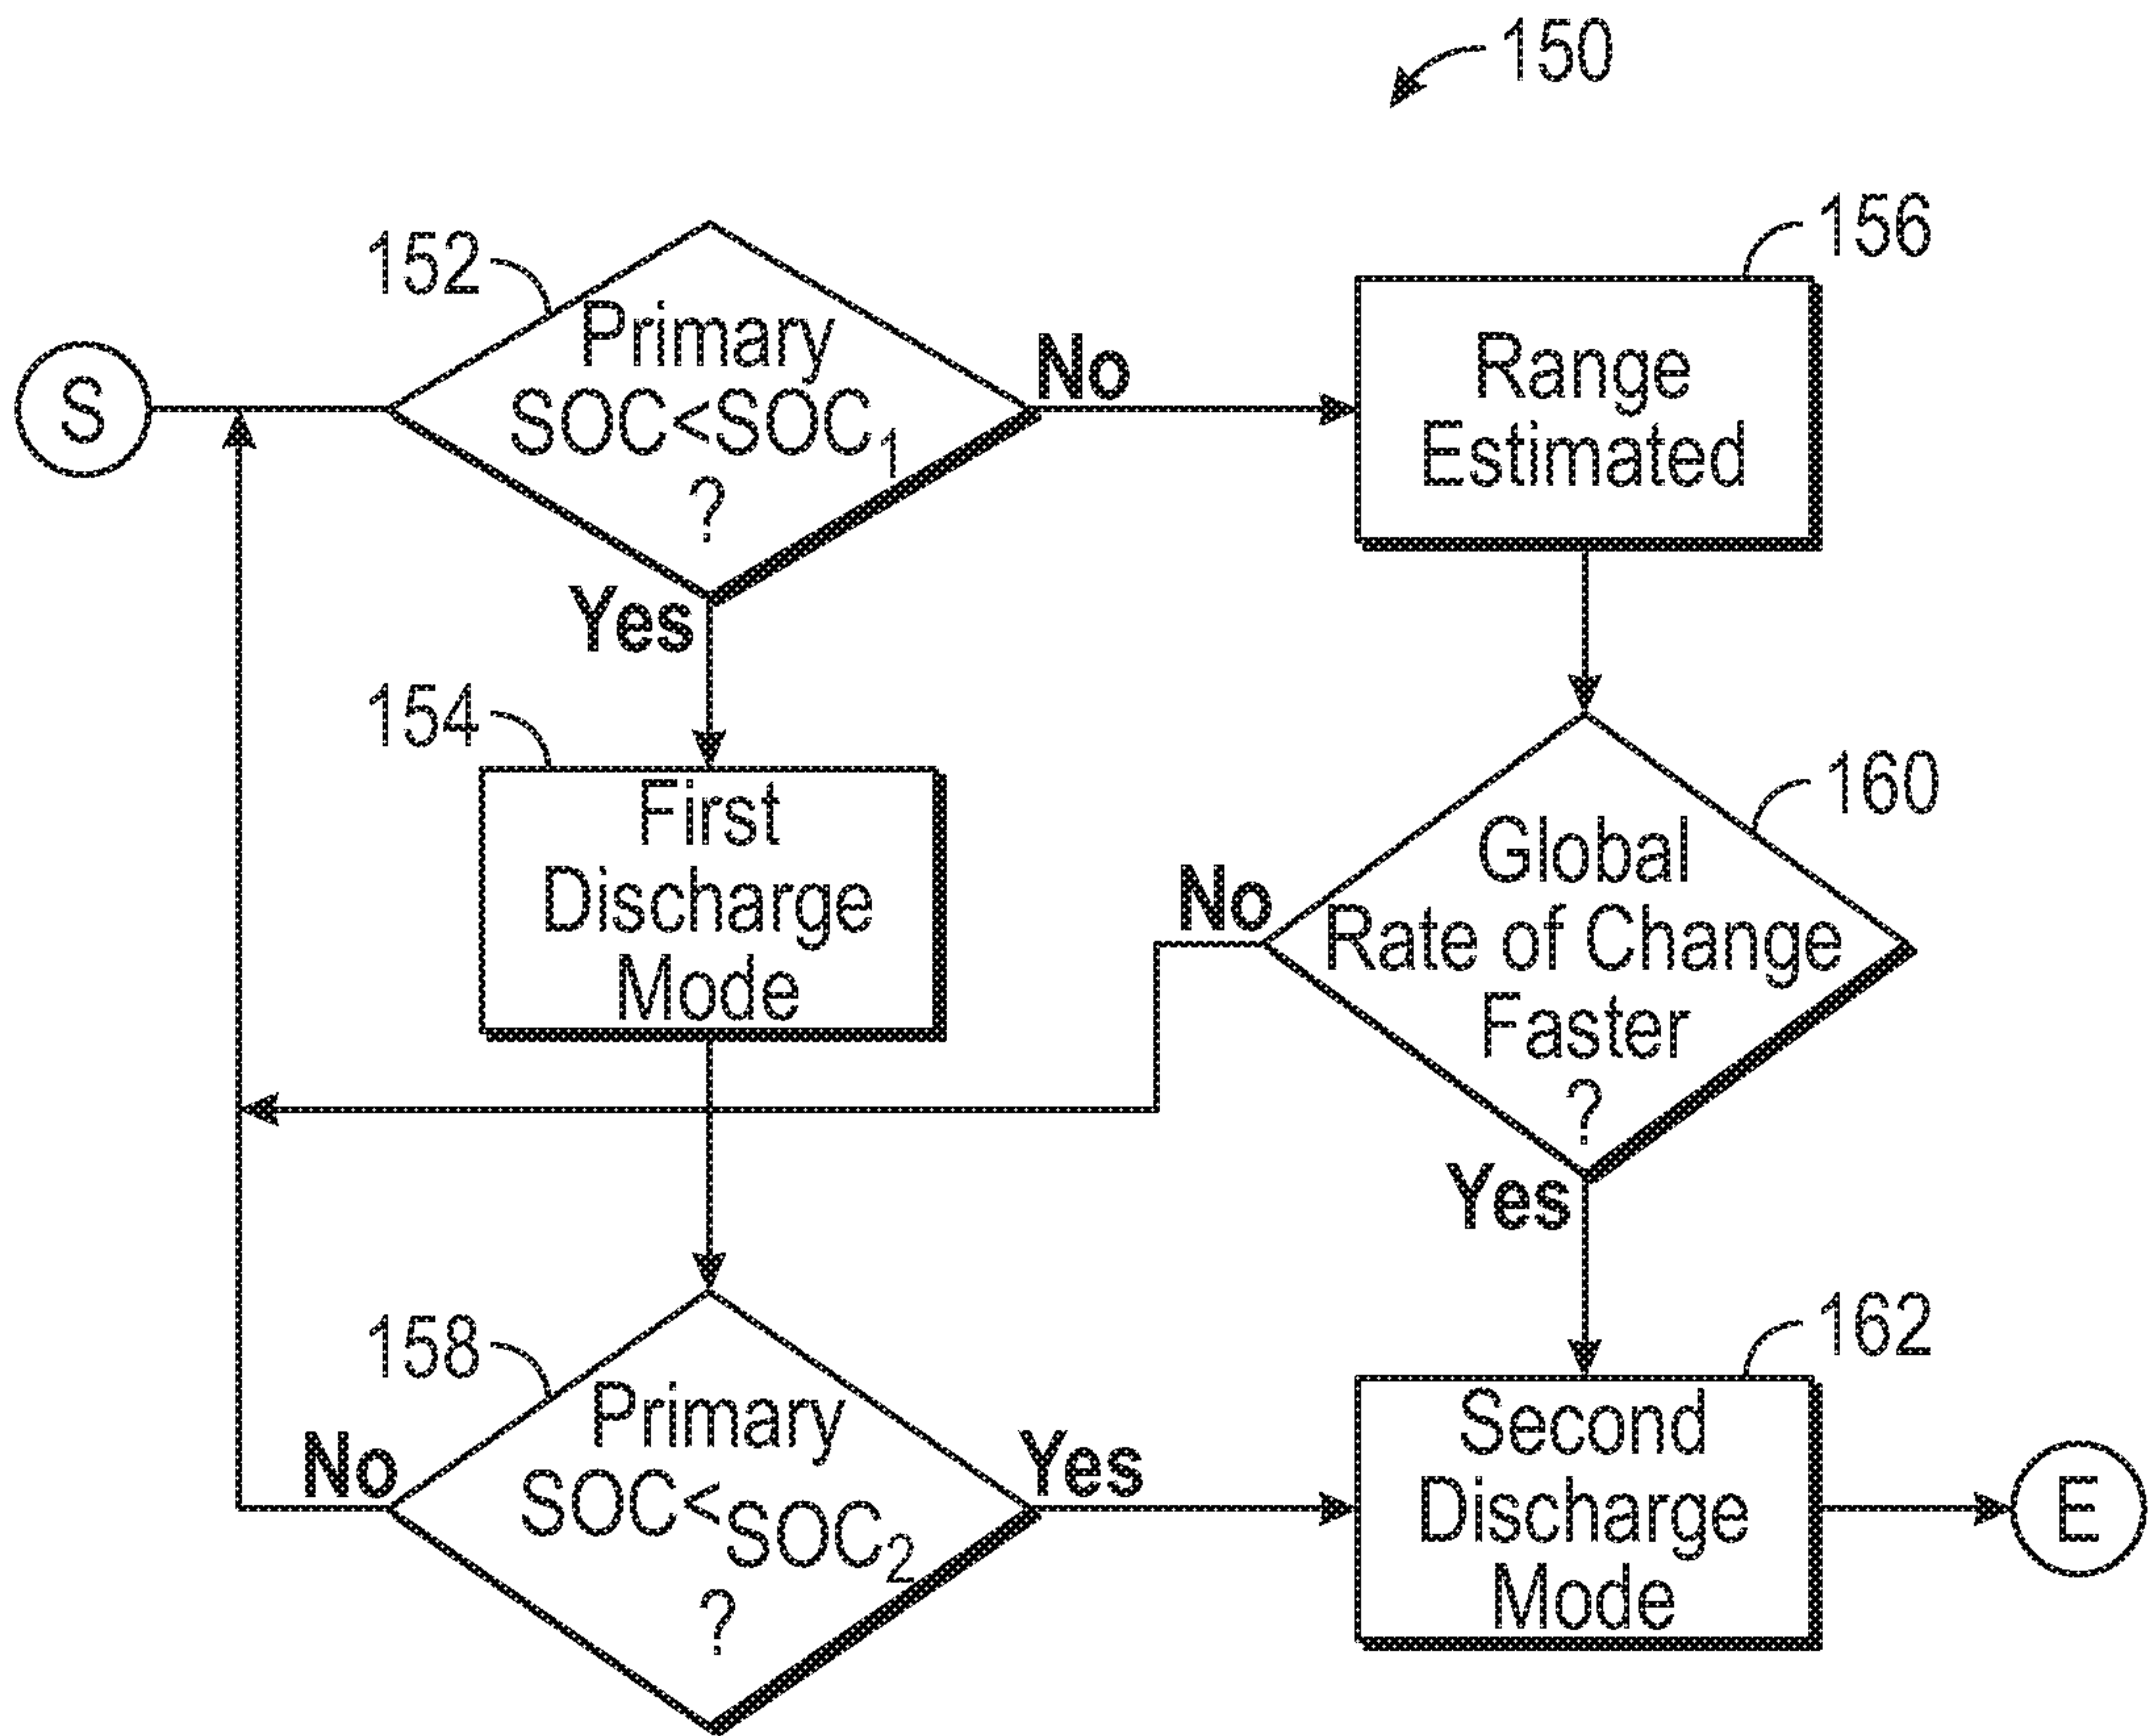 150
152
Primary
SOC<SOC1
?
No
Yes
156
Range
Estimated
S
154
First
Discharge
Mode
160
Global
Rate of Change
Faster
?
No
Yes
158
Primary
SOC<SOC2
?
No
Yes
162
Second
Discharge
Mode
E